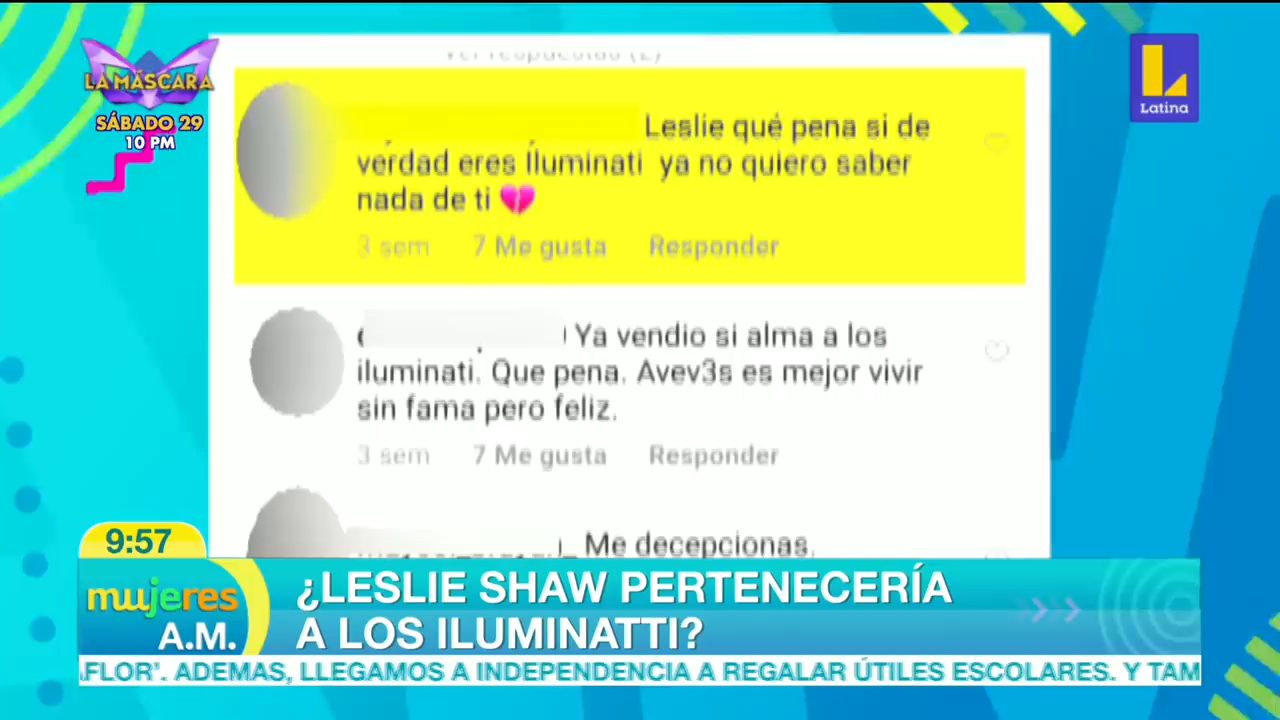 LA MÁSCARA
SÁBADO 29
10 PM
Latina
Leslie qué pena si de
verdad eres Iluminati ya no quiero saber
nada de ti 💔
3 sem 7 Me gusta Responder
Ya vendio si alma a los
iluminati. Que pena. Avev3s es mejor vivir
sin fama pero feliz.
3 sem 7 Me gusta Responder
Me decepcionas,
9:57
mujeres
A.M.
¿LESLIE SHAW PERTENECERÍA
A LOS ILUMINATTI?
FLOR'. ADEMAS, LLEGAMOS A INDEPENDENCIA A REGALAR ÚTILES ESCOLARES. Y TAM